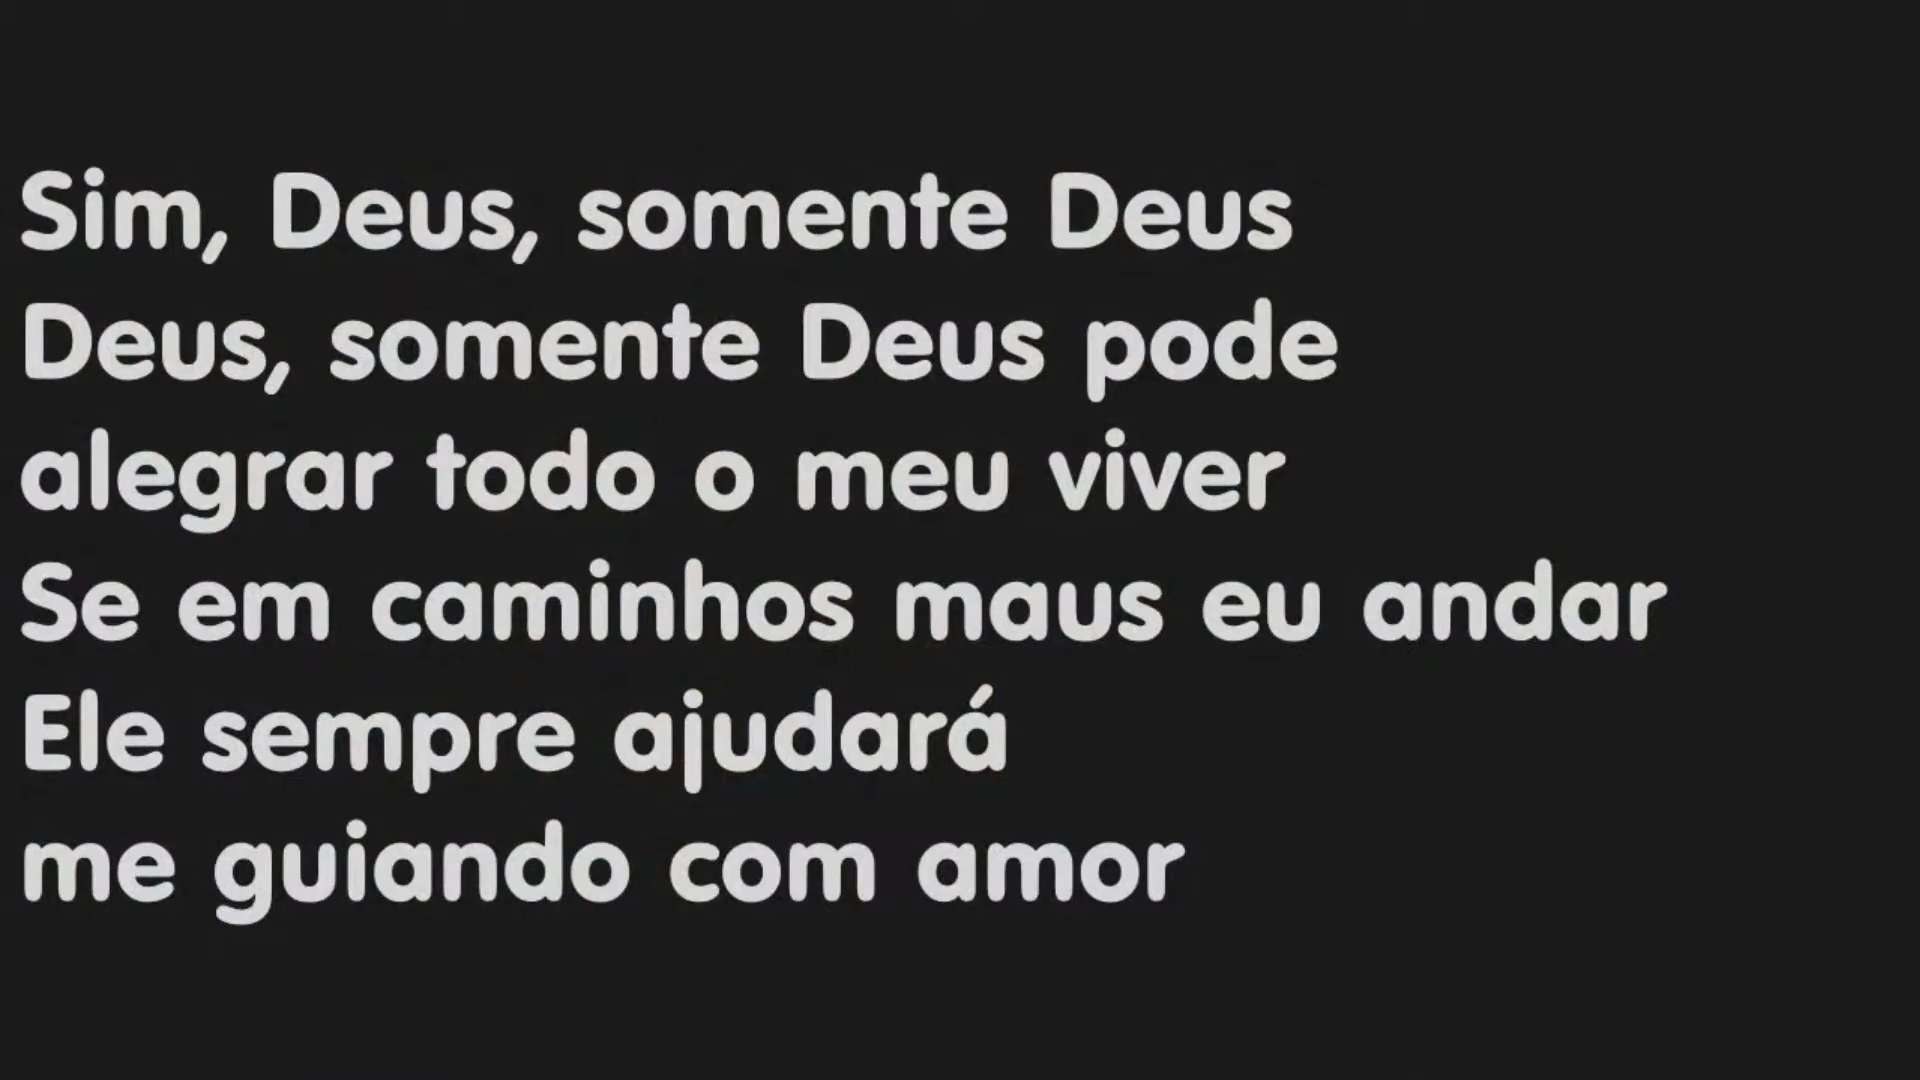 Sim, Deus, somente Deus
Deus, somente Deus pode
alegrar todo o meu viver
Se em caminhos maus eu andar
Ele sempre ajudará
me guiando com amor